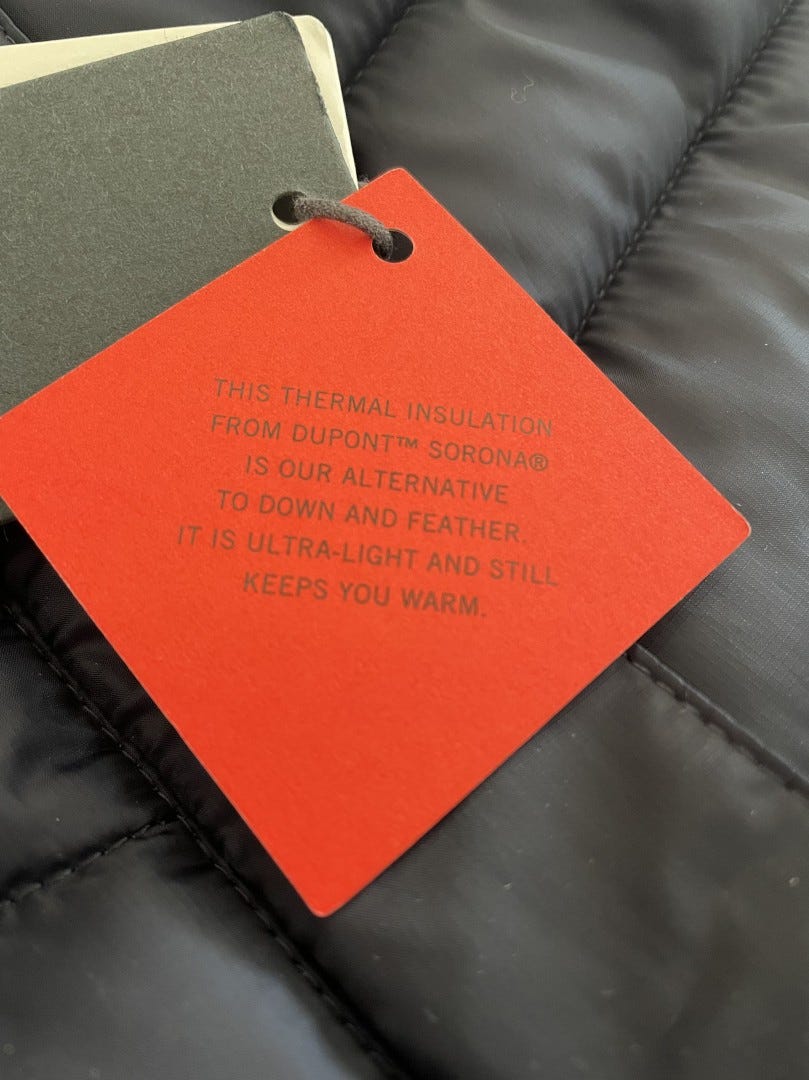 THIS THERMAL INSULATION
FROM DUPONT™ SORONA®
IS OUR ALTERNATIVE
TO DOWN AND FEATHER.
IT IS ULTRA-LIGHT AND STILL
KEEPS YOU WARM.